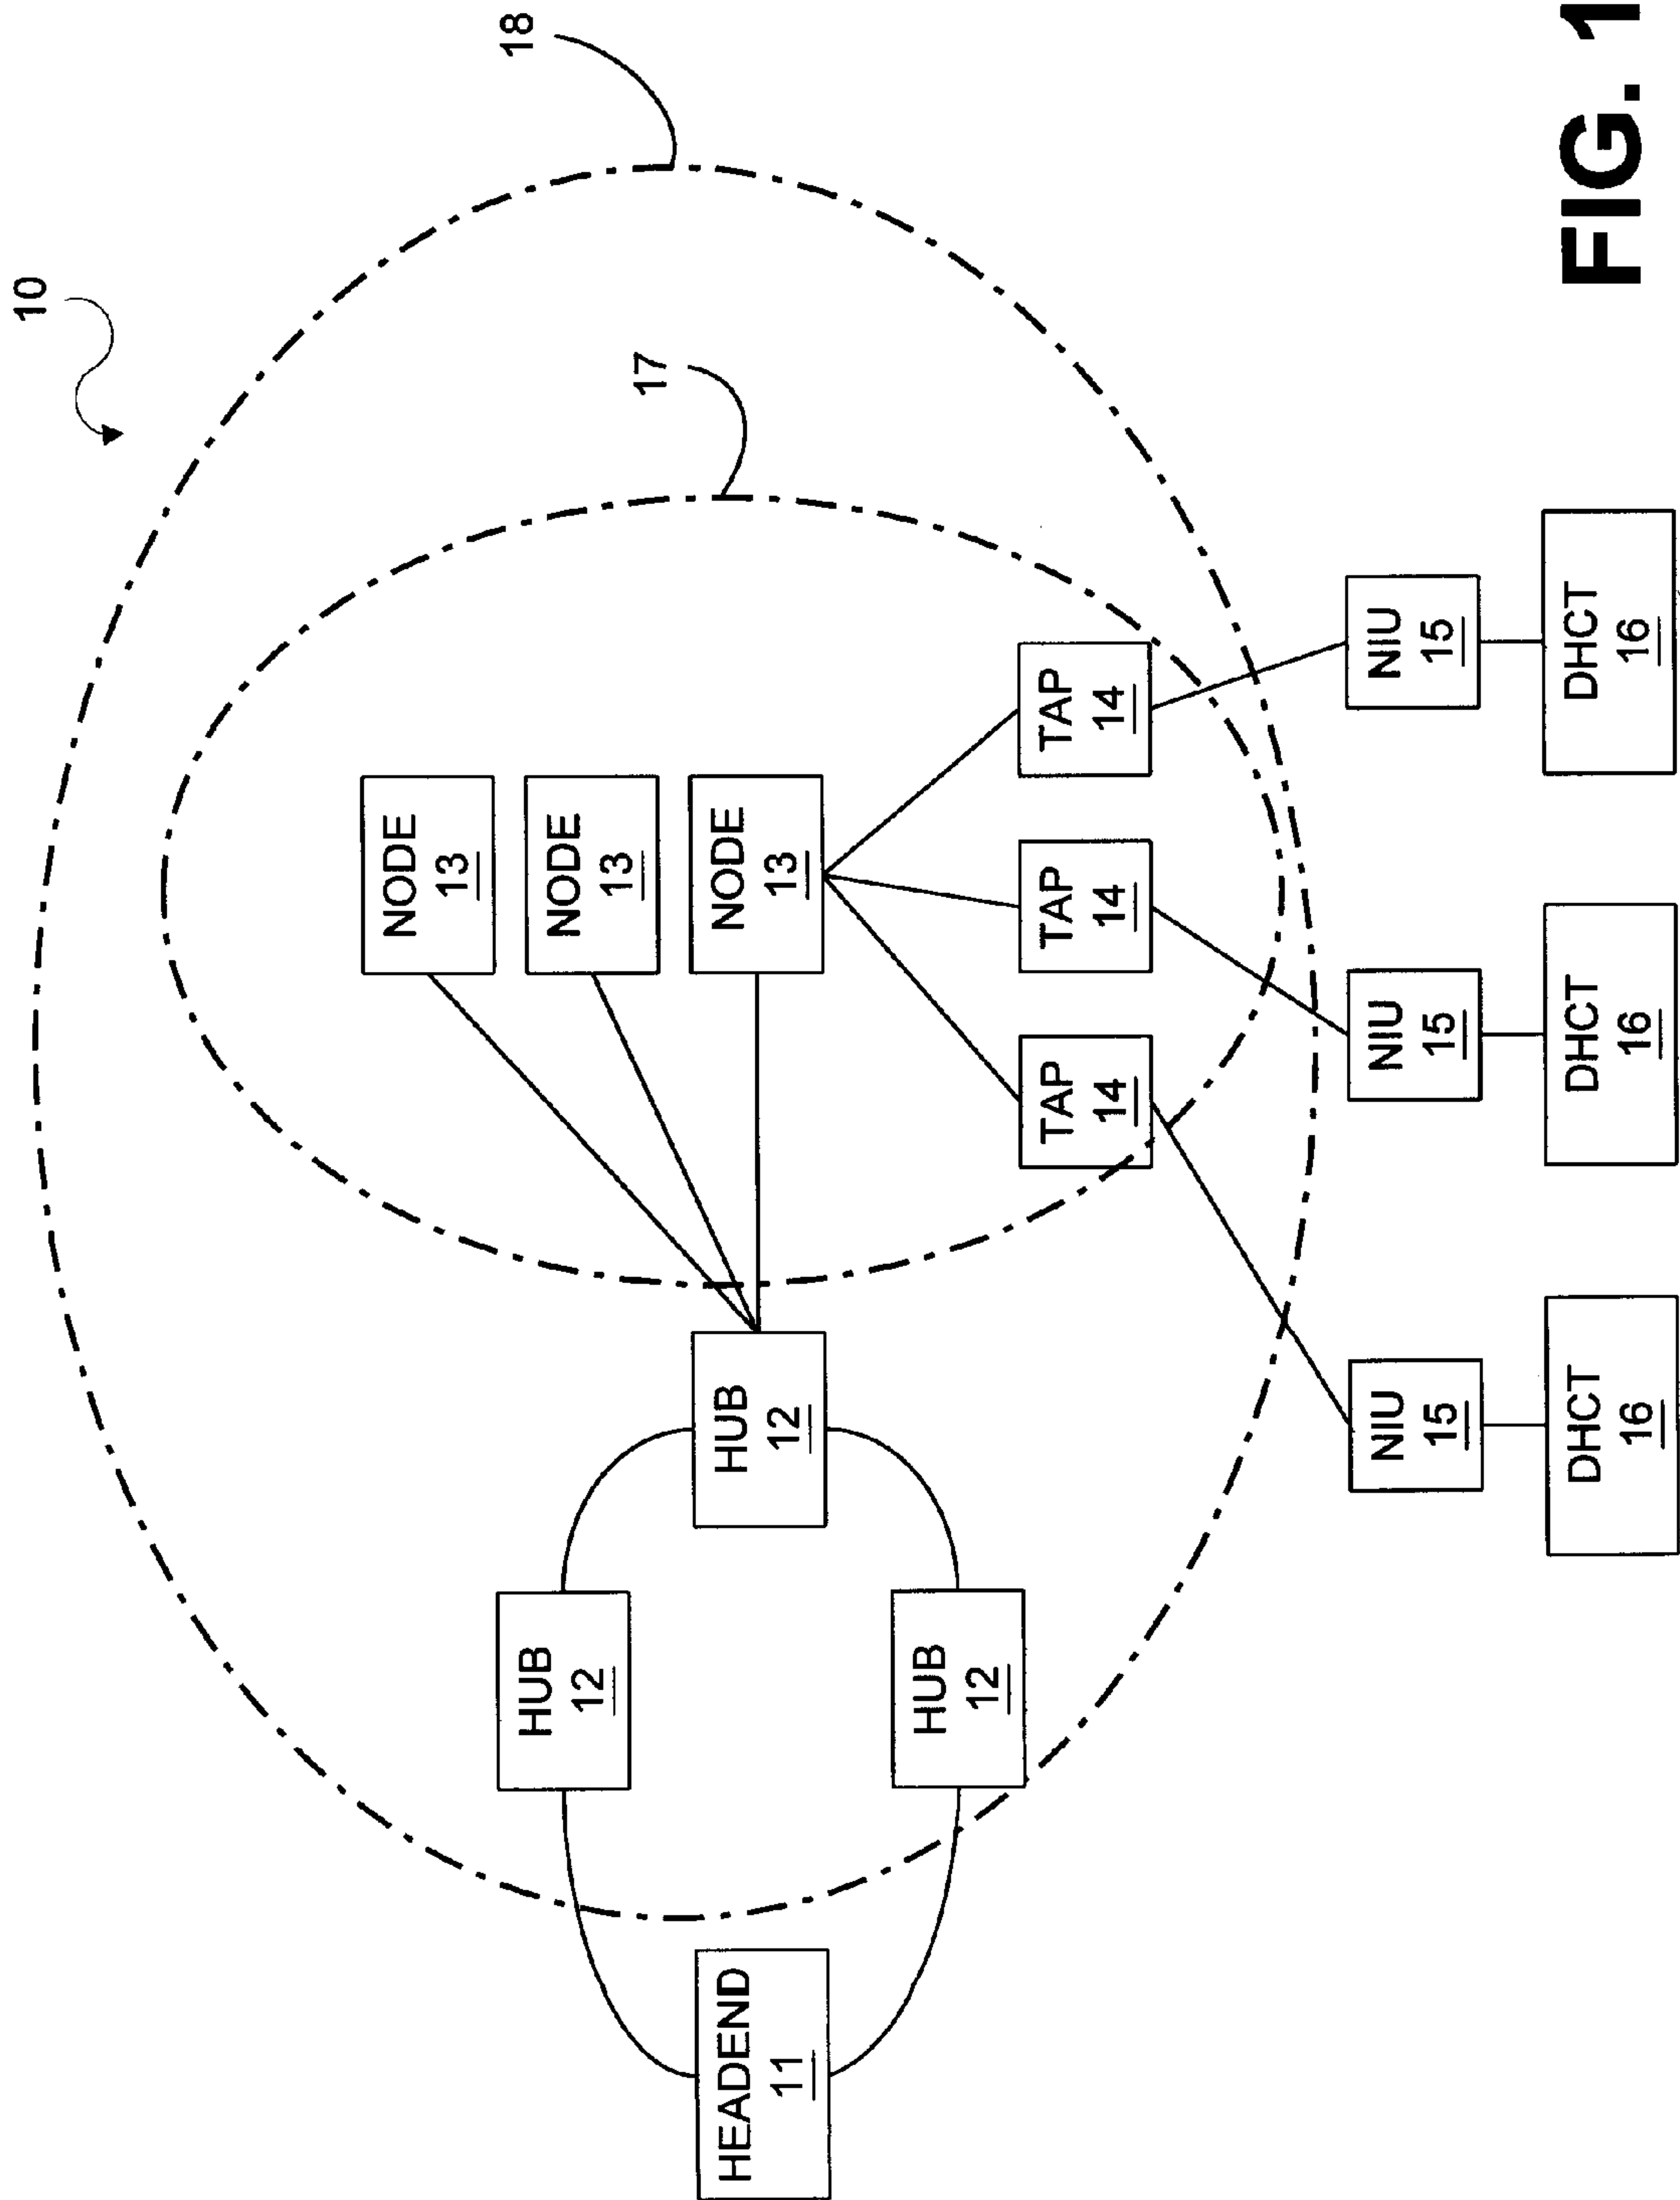 10
18
17
NODE
13
NODE
13
HUB
12
HEADEND
11
HUB
12
NODE
13
HUB
12
TAP
14
TAP
14
TAP
14
NIU
15
NIU
15
NIU
15
DHCT
16
DHCT
16
DHCT
16
FIG. 1